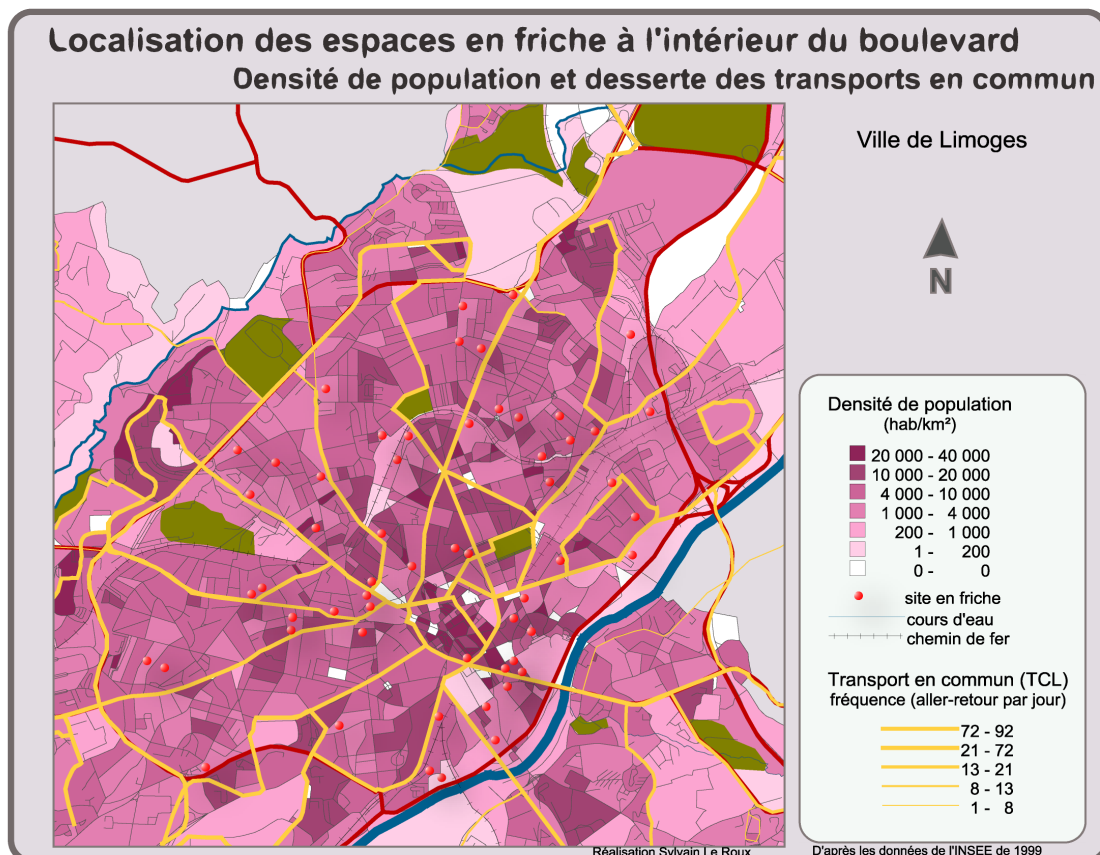 Localisation des espaces en friche à l'intérieur du boulevard
Densité de population et desserte des transports en commun
Ville de Limoges
N
Densité de population
(hab/km²)
20 000 - 40 000
10 000 - 20 000
4 000 - 10 000
1 000 - 4 000
200 - 1 000
1 - 200
0 - 0
site en friche
cours d'eau
chemin de fer
Transport en commun (TCL)
fréquence (aller-retour par jour)
72 - 92
21 - 72
13 - 21
8 - 13
1 - 8
Réalisation Sylvain Le Roux
D'après les données de l'INSEE de 1999